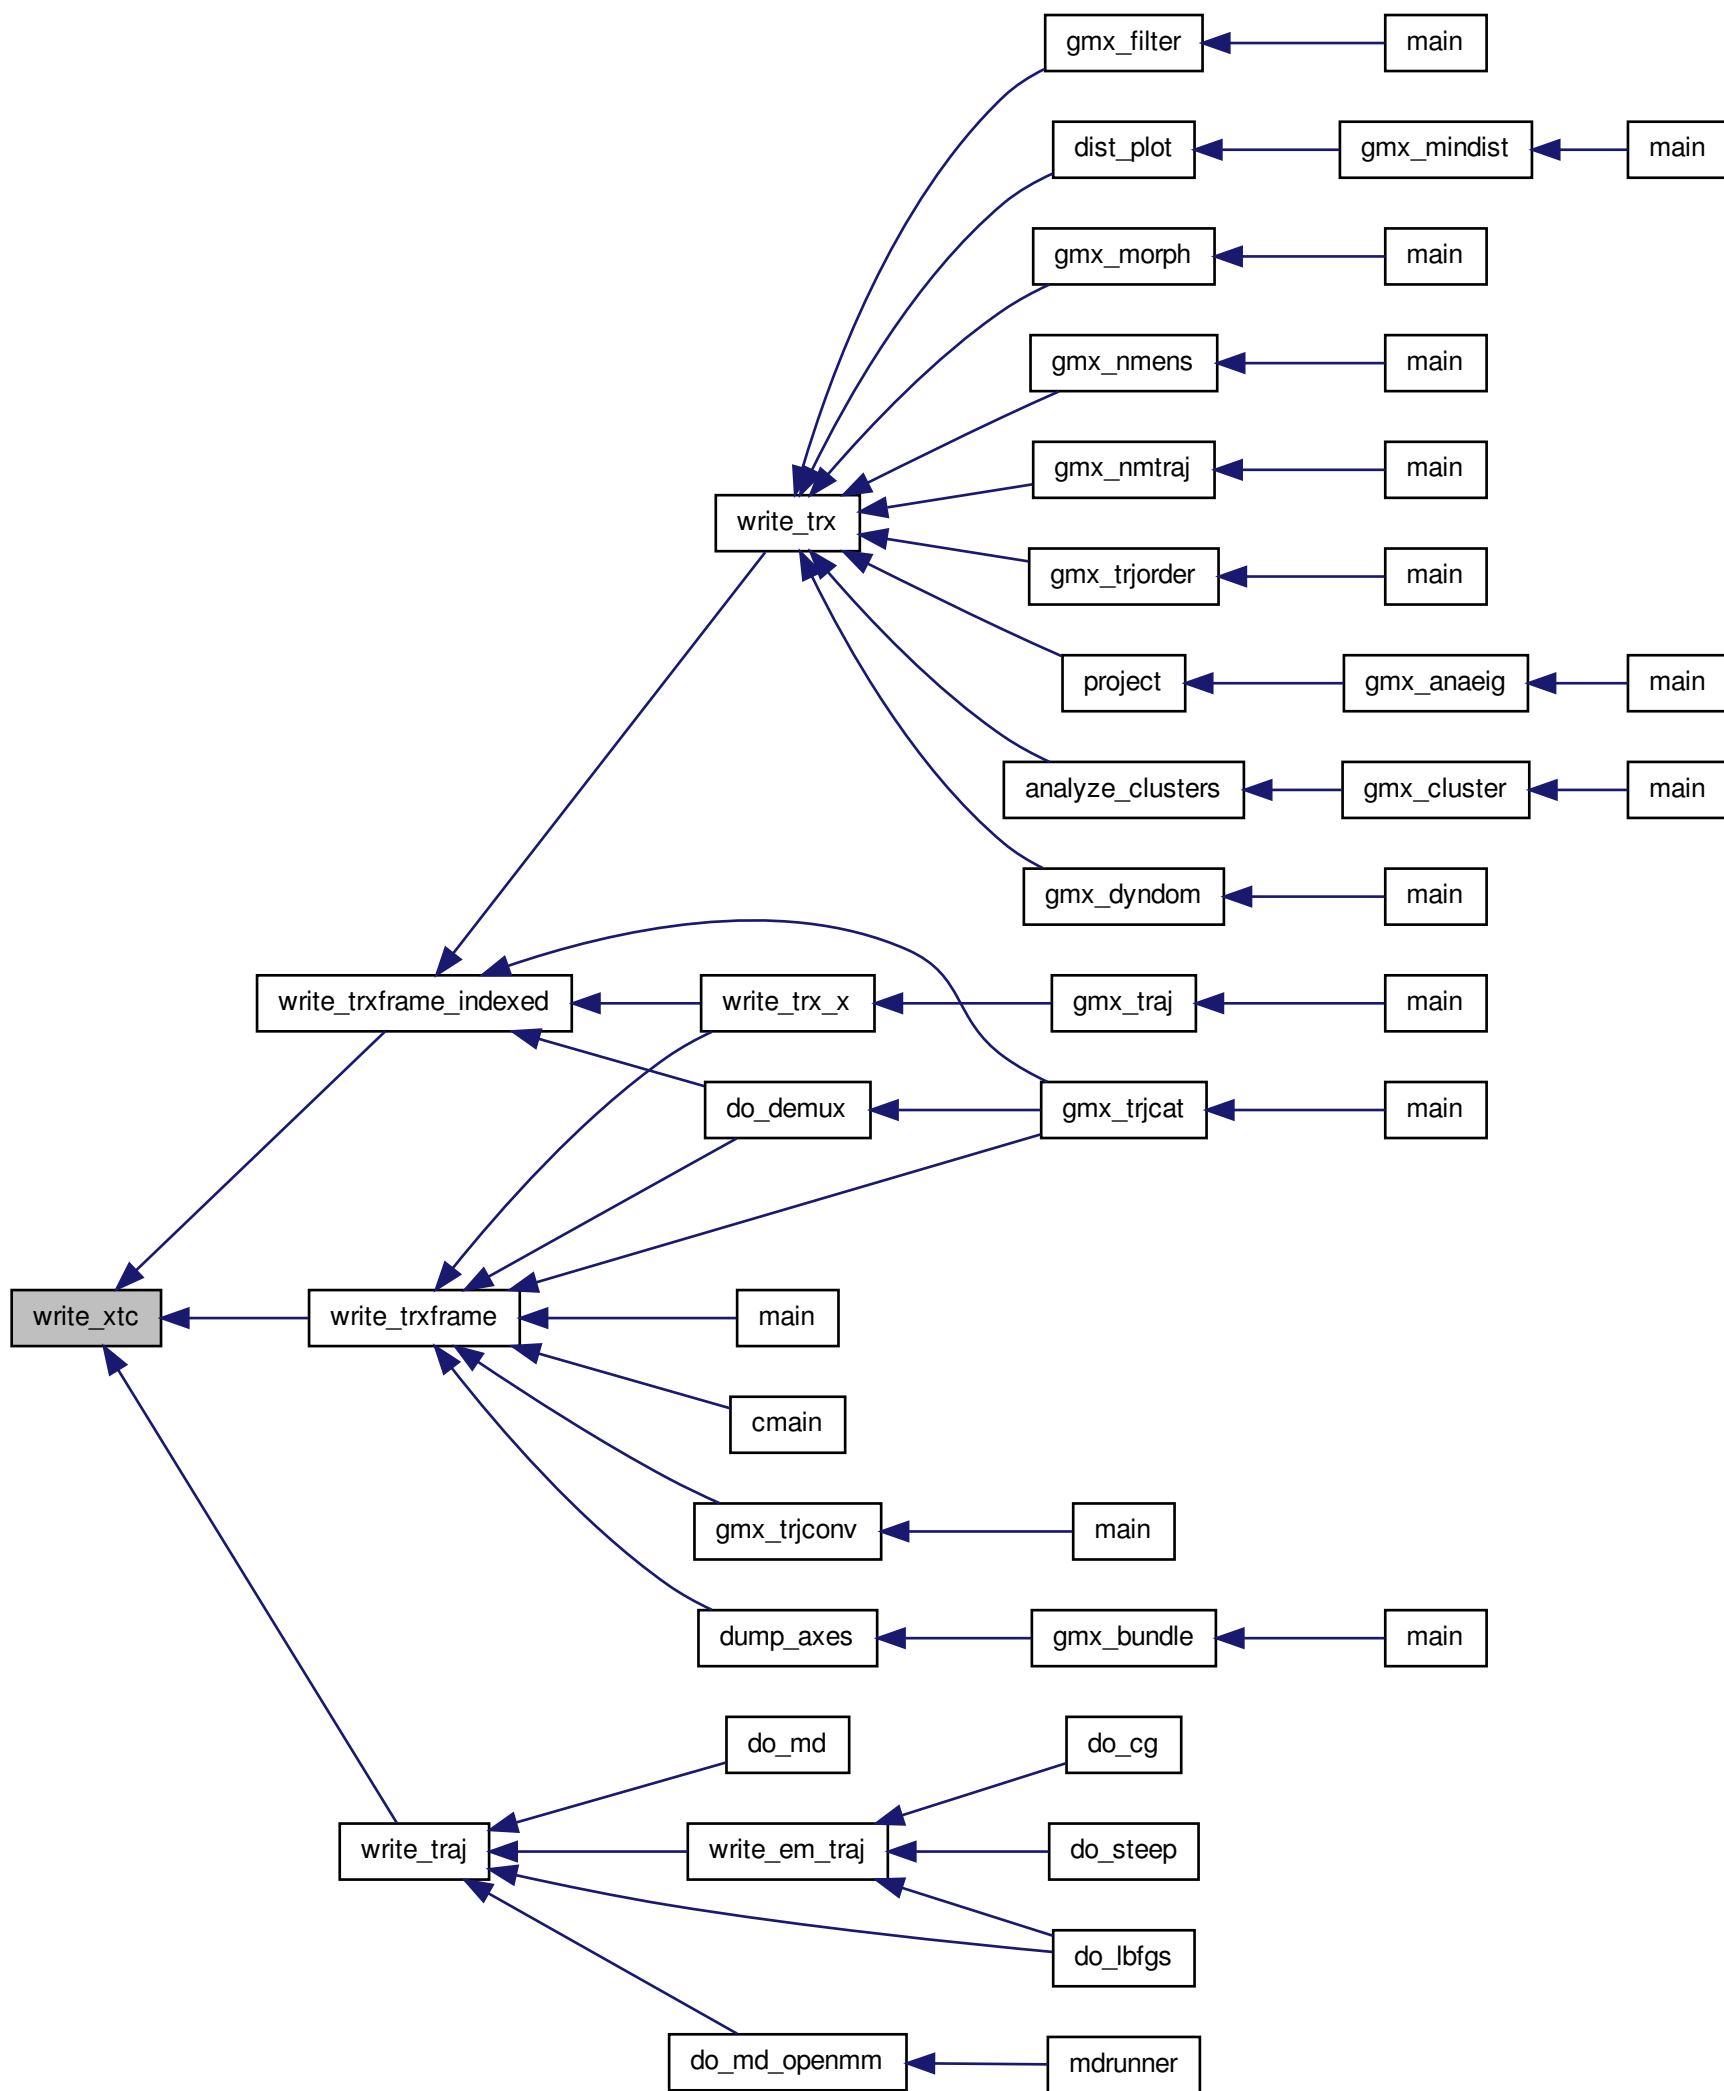 gmx_filter
main
dist_plot
gmx_mindist
main
gmx_morph
main
gmx_nmens
main
gmx_nmtraj
main
write_trx
gmx_trjorder
main
project
gmx_anaeig
main
analyze_clusters
gmx_cluster
main
gmx_dyndom
main
write_trxframe_indexed
write_trx_x
gmx_traj
main
do_demux
gmx_trjcat
main
write_xtc
write_trxframe
main
cmain
gmx_trjconv
main
dump_axes
gmx_bundle
main
do_md
do_cg
write_traj
write_em_traj
do_steep
do_lbfgs
do_md_openmm
mdrunner